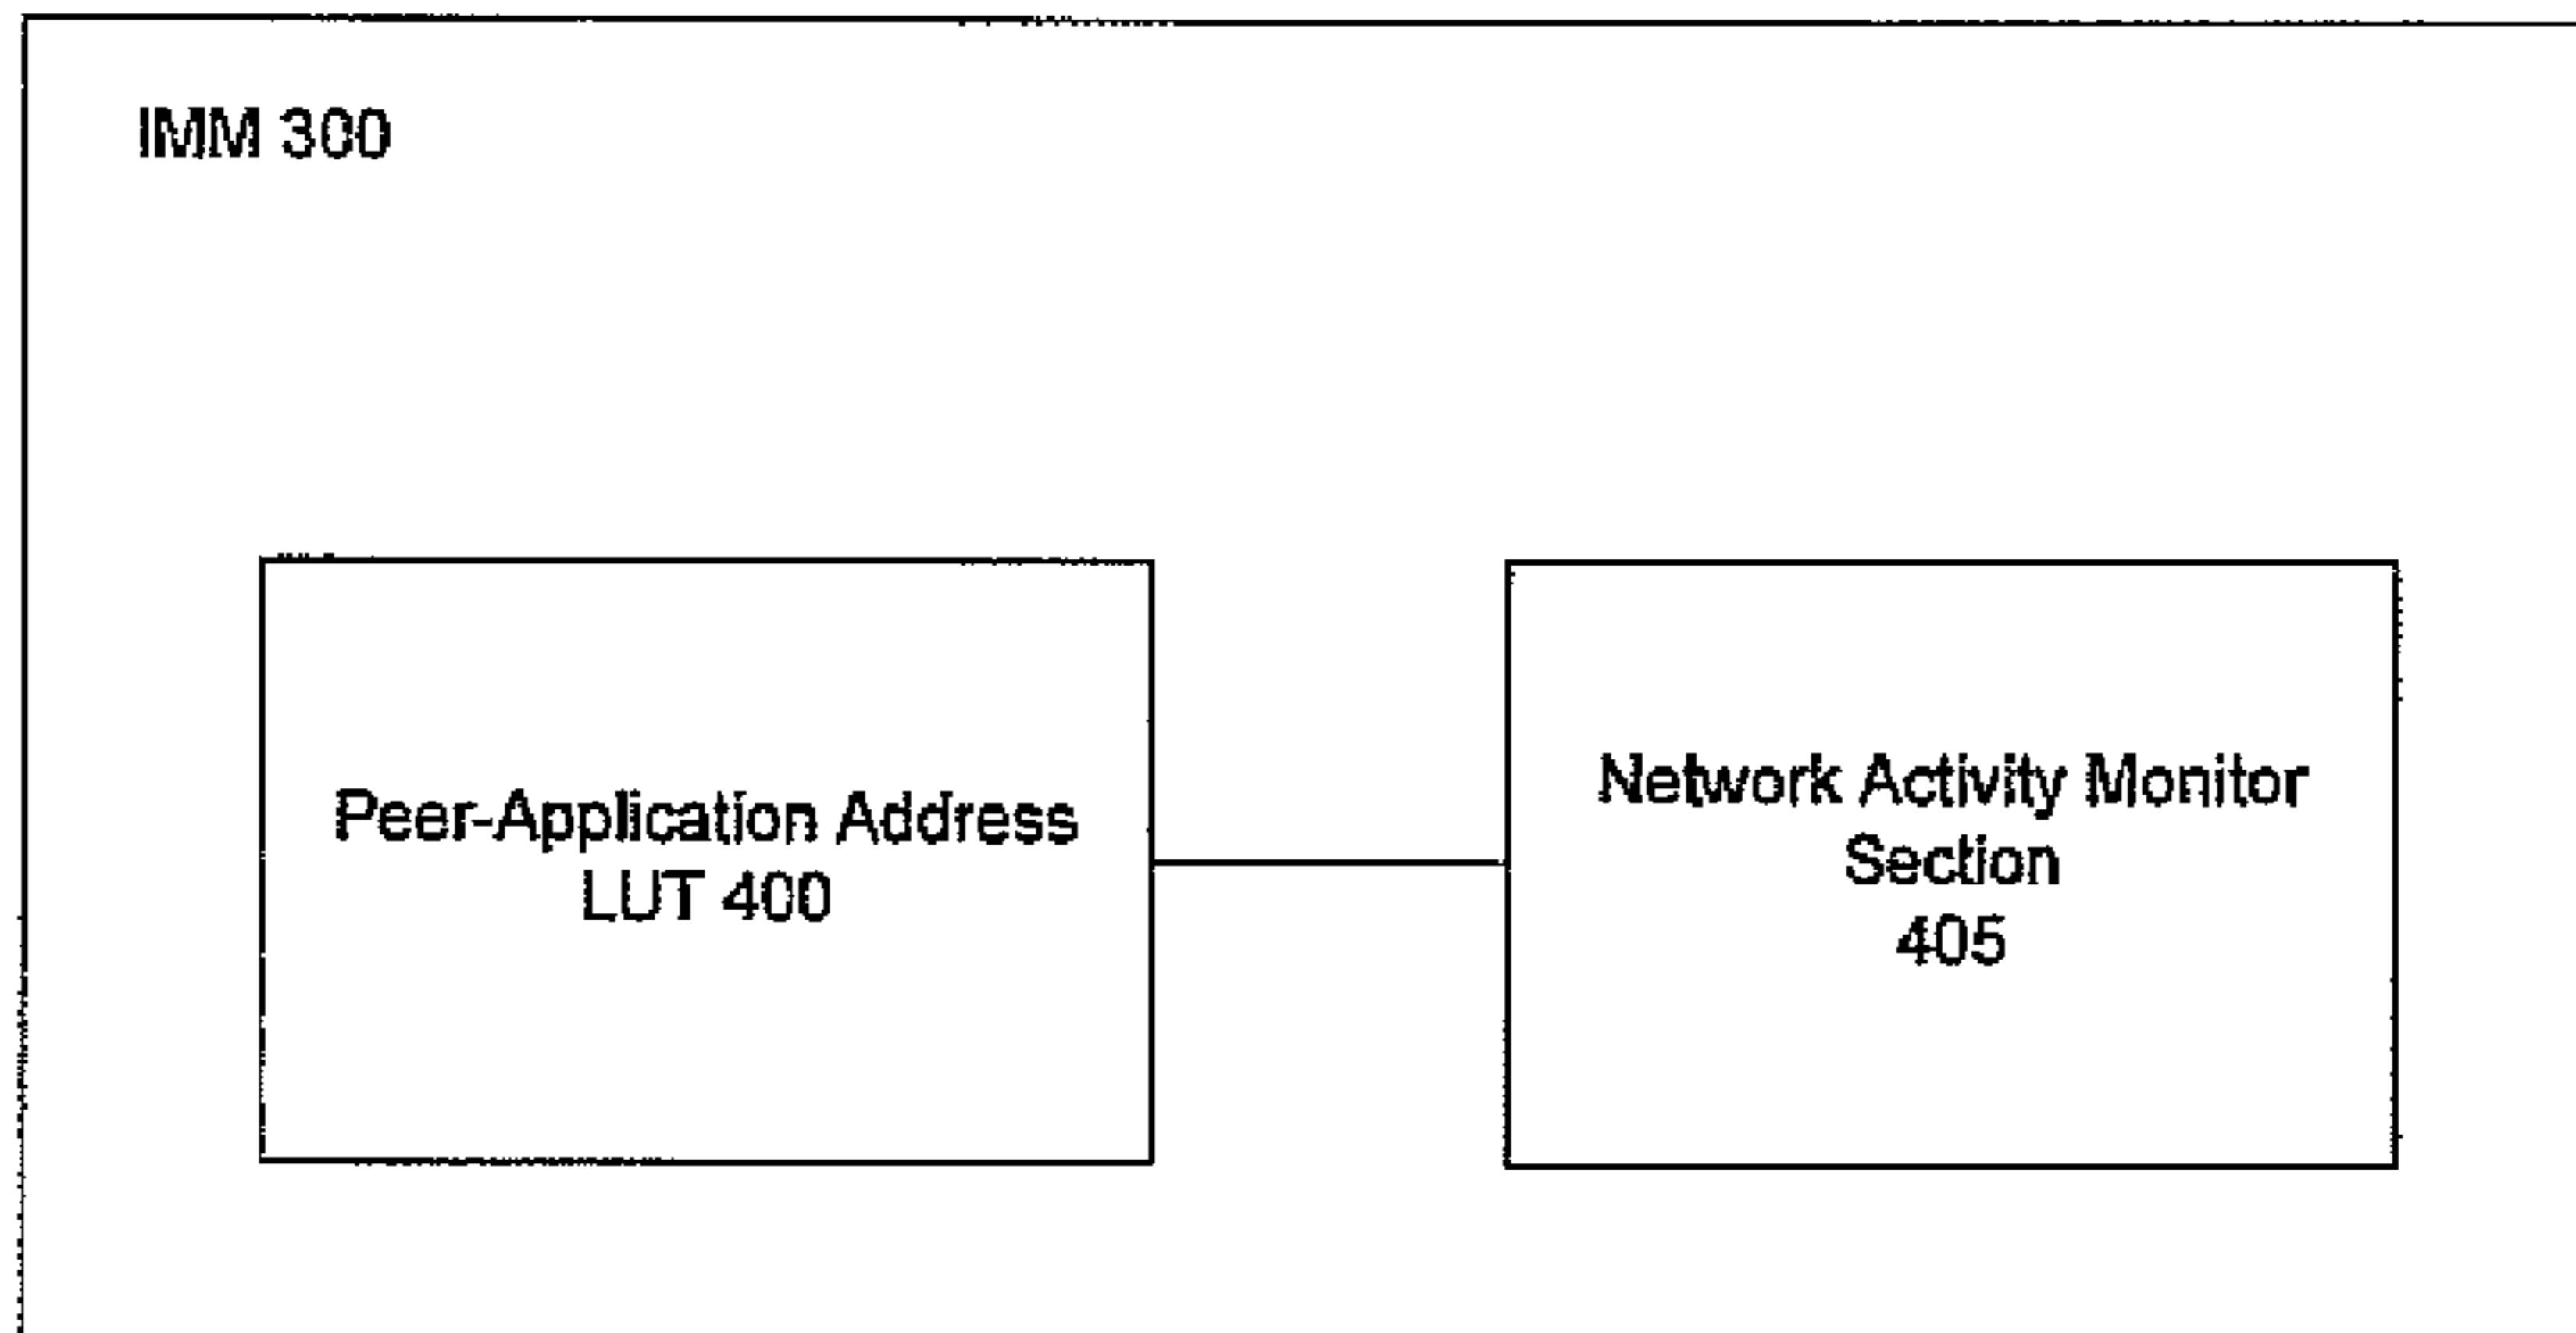 IMM 300
Peer-Application Address
LUT 400
Network Activity Monitor
Section
405